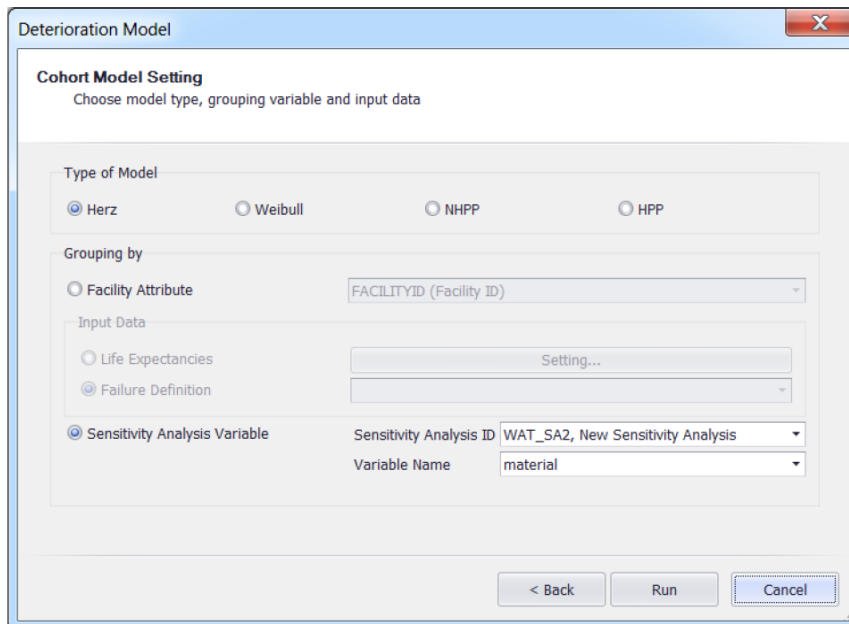 Deterioration Model
Cohort Model Setting
Choose model type, grouping variable and input data
Type of Model
Herz Weibull NHPP HPP
Grouping by
Facility Attribute FACILITYID (Facility ID)
Input Data
Life Expectancies Setting...
Failure Definition
Sensitivity Analysis Variable Sensitivity Analysis ID WAT_SA2, New Sensitivity Analysis
Variable Name material
< Back Run Cancel